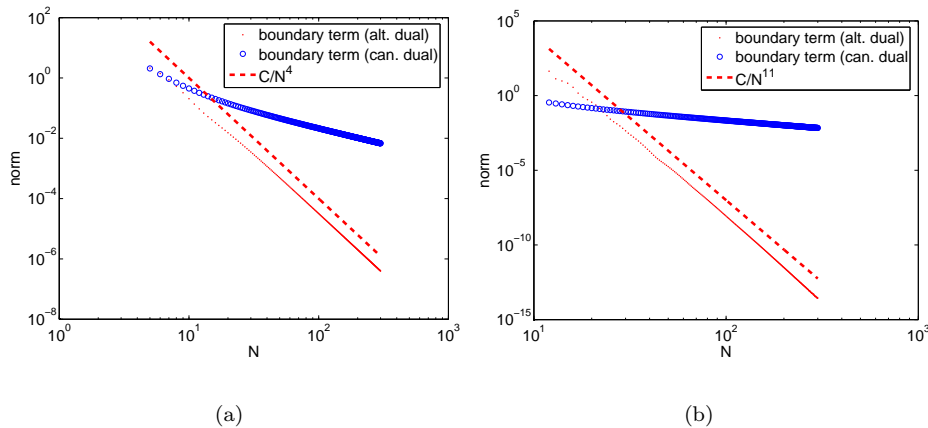 10^2
10^0
10^-2
10^-4
10^-6
10^-8
norm
10^0
10^1
10^2
10^3
N
boundary term (alt. dual)
boundary term (can. dual)
C/N^4
(a)
10^5
10^0
10^-5
10^-10
10^-15
norm
10^1
10^2
10^3
N
boundary term (alt. dual)
boundary term (can. dual)
C/N^11
(b)